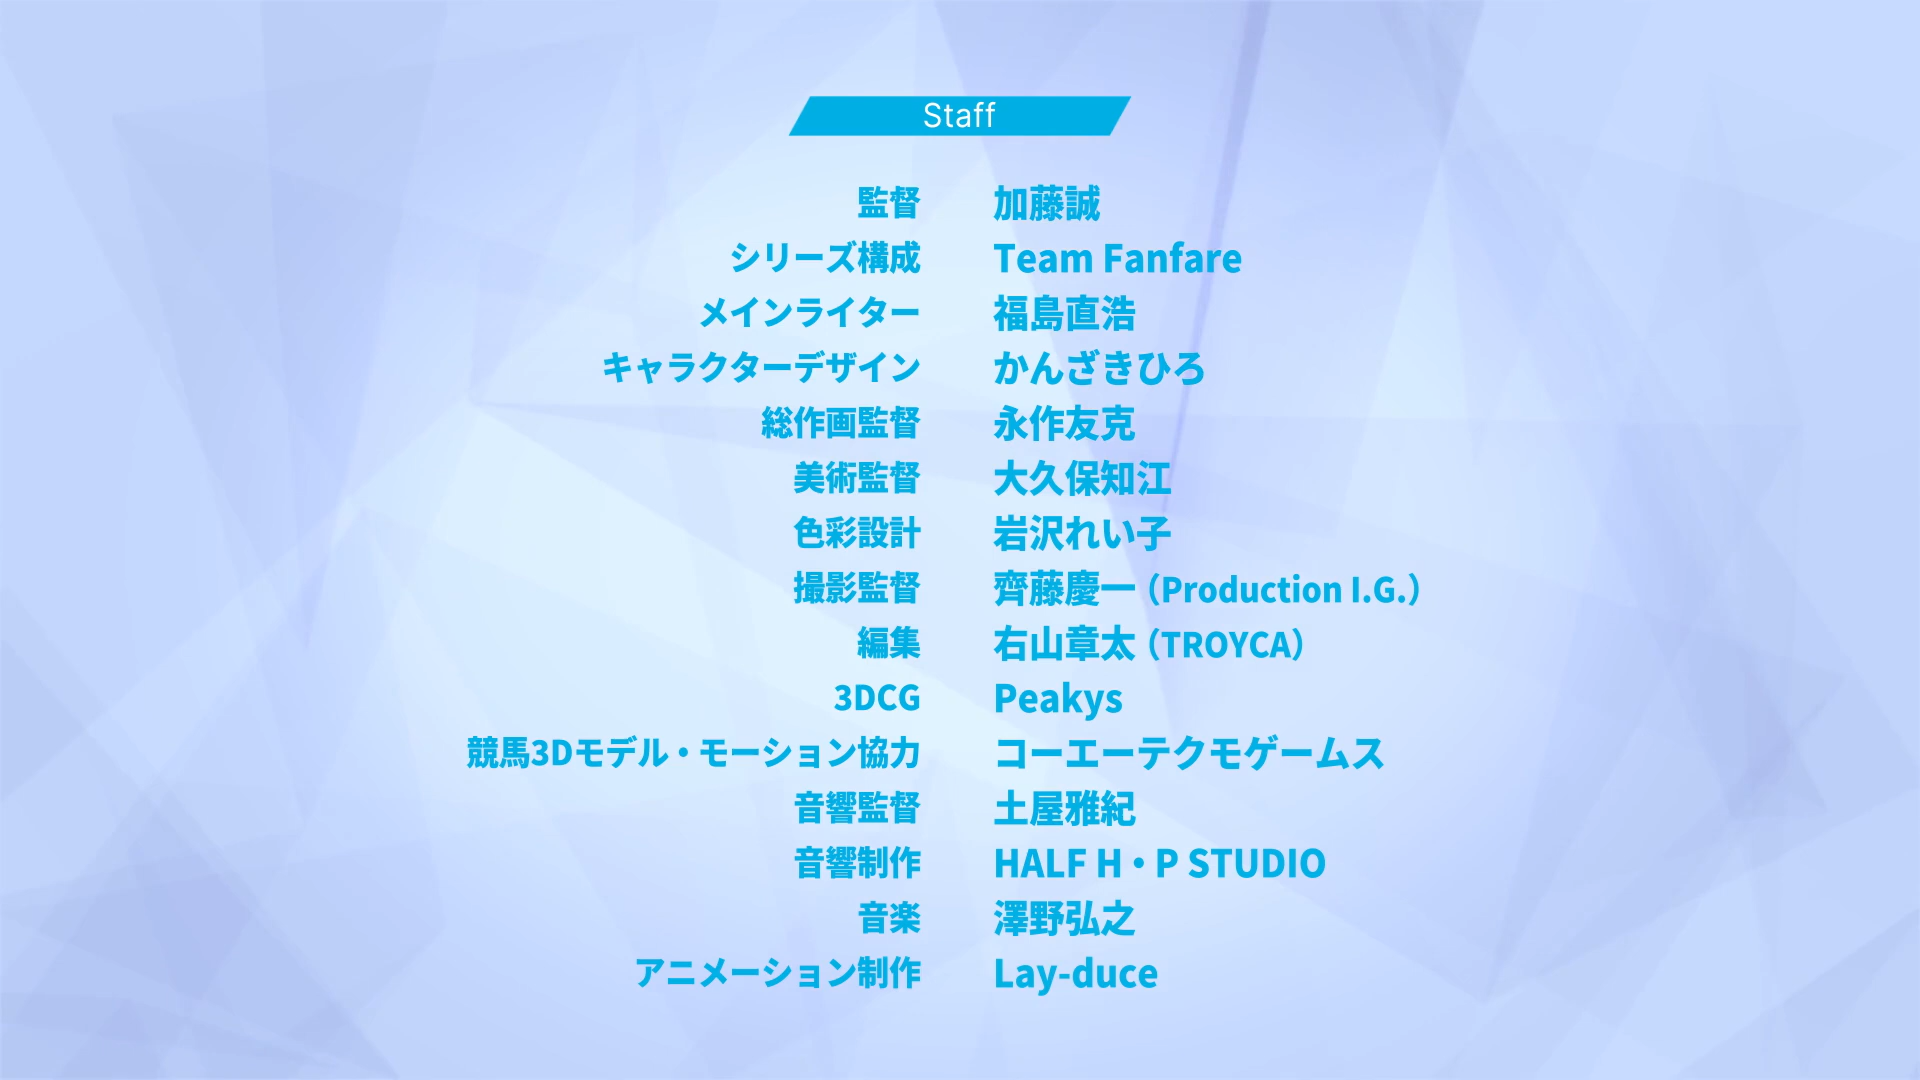 Staff
監督 加藤誠
シリーズ構成 Team Fanfare
メインライター 福島直浩
キャラクターデザイン かんざきひろ
総作画監督 永作友克
美術監督 大久保知江
色彩設計 岩沢れい子
撮影監督 齊藤慶一（Production I.G.）
編集 右山章太（TROYCA）
3DCG Peakys
競馬3Dモデル・モーション協力 コーエーテクモゲームス
音響監督 土屋雅紀
音響制作 HALF H・P STUDIO
音楽 澤野弘之
アニメーション制作 Lay-duce